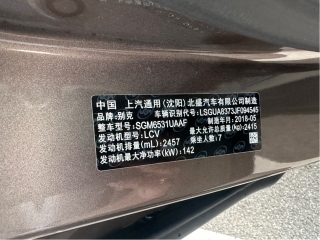 中国 上汽通用(沈阳)北盛汽车有限公司制造
品牌:别克 车辆识别代号:LSGUA8373JF094545
整车型号:SGM6531UAAF 制造年月:2018-05
发动机型号:LCV 最大允许总质量(kg):2415
发动机排量(mL):2457 乘坐人数:7
发动机最大净功率(kW):142